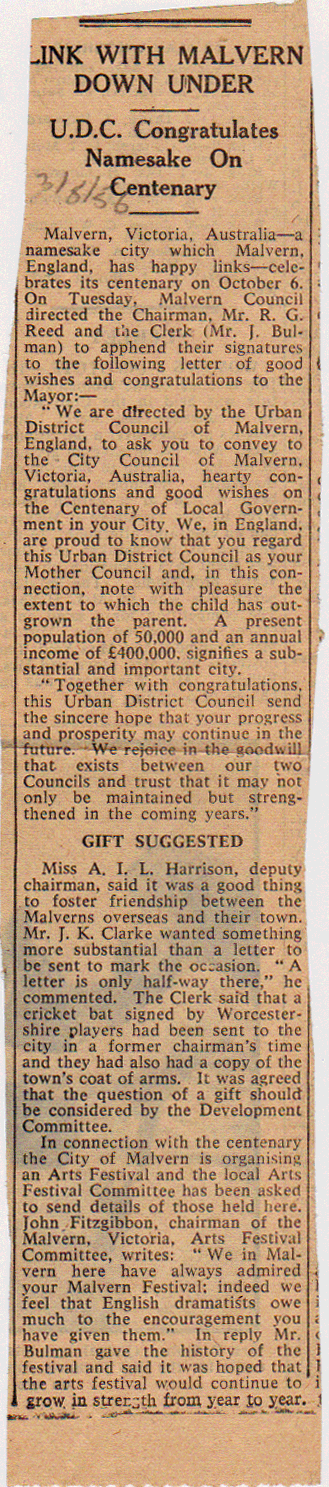 LINK WITH MALVERN
DOWN UNDER
U.D.C. Congratulates
Namesake On
Centenary
3/8/56
Malvern, Victoria, Australia—a
namesake city which Malvern,
England, has happy links—cele-
brates its centenary on October 6.
On Tuesday, Malvern Council
directed the Chairman, Mr. R. G.
Reed and the Clerk (Mr. J. Bul-
man) to apphend their signatures
to the following letter of good
wishes and congratulations to the
Mayor:—
"We are directed by the Urban
District Council of Malvern,
England, to ask you to convey to
the City Council of Malvern,
Victoria, Australia, hearty con-
gratulations and good wishes on
the Centenary of Local Govern-
ment in your City. We, in England,
are proud to know that you regard
this Urban District Council as your
Mother Council and, in this con-
nection, note with pleasure the
extent to which the child has out-
grown the parent. A present
population of 50,000 and an annual
income of £400,000, signifies a sub-
stantial and important city.
"Together with congratulations,
this Urban District Council send
the sincere hope that your progress
and prosperity may continue in the
future. We rejoice in the goodwill
that exists between our two
Councils and trust that it may not
only be maintained but streng-
thened in the coming years."
GIFT SUGGESTED
Miss A. I. L. Harrison, deputy
chairman, said it was a good thing
to foster friendship between the
Malverns overseas and their town.
Mr. J. K. Clarke wanted something
more substantial than a letter to
be sent to mark the occasion. "A
letter is only half-way there," he
commented. The Clerk said that a
cricket bat signed by Worcester-
shire players had been sent to the
city in a former chairman's time
and they had also had a copy of the
town's coat of arms. It was agreed
that the question of a gift should
be considered by the Development
Committee.
In connection with the centenary
the City of Malvern is organising
an Arts Festival and the local Arts
Festival Committee has been asked
to send details of those held here.
John Fitzgibbon, chairman of the
Malvern, Victoria, Arts Festival
Committee, writes: "We in Mal-
vern here have always admired
your Malvern Festival; indeed we
feel that English dramatists owe
much to the encouragement you
have given them." In reply Mr.
Bulman gave the history of the
festival and said it was hoped that
the arts festival would continue to
grow in strength from year to year.